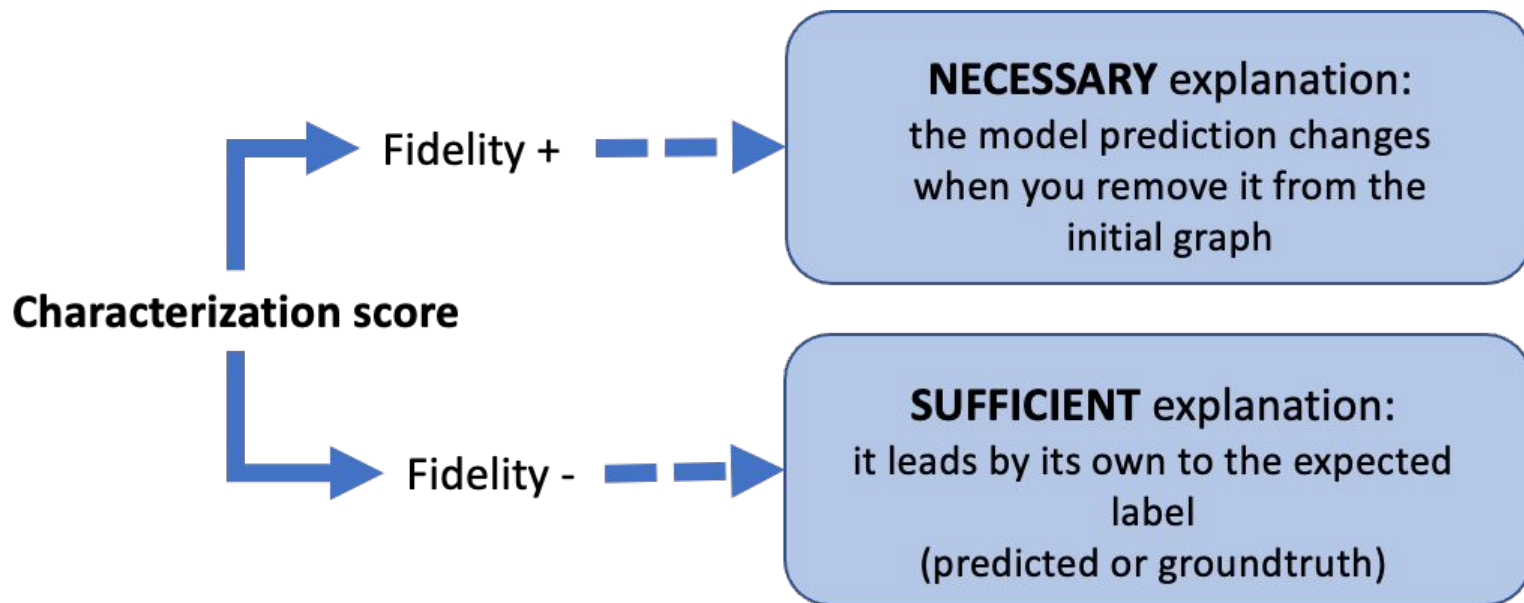 NECESSARY explanation:
the model prediction changes
when you remove it from the
initial graph
Fidelity +
Characterization score
SUFFICIENT explanation:
it leads by its own to the expected
label
(predicted or groundtruth)
Fidelity -